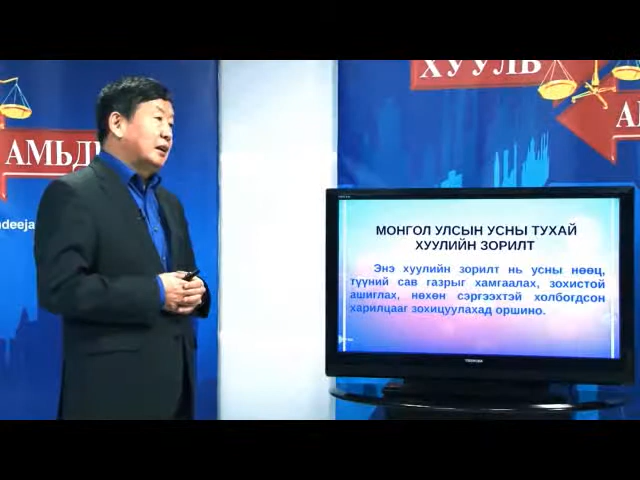 ХУУЛЬ
АМЬД
МОНГОЛ УЛСЫН УСНЫ ТУХАЙ
ХУУЛИЙН ЗОРИЛТ
Энэ хуулийн зорилт нь усны нөөц,
түүний сав газрыг хамгаалах, зохистой
ашиглах, нөхөн сэргээхтэй холбогдсон
харилцааг зохицуулахад оршино.
TOSHIBA